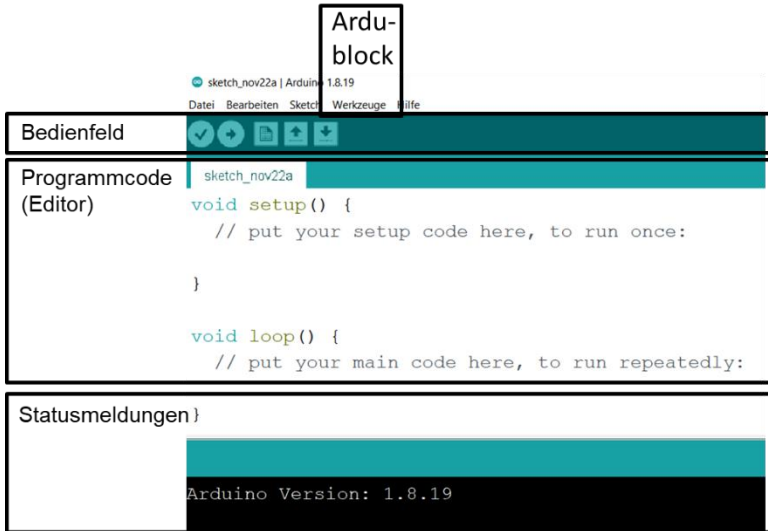 Ardu-
block
sketch_nov22a | Arduino 1.8.19
Datei Bearbeiten Sketch Werkzeuge Hilfe
Bedienfeld
Programmcode
(Editor)
sketch_nov22a
void setup() {
// put your setup code here, to run once:
}
void loop() {
// put your main code here, to run repeatedly:
Statusmeldungen }
Arduino Version: 1.8.19